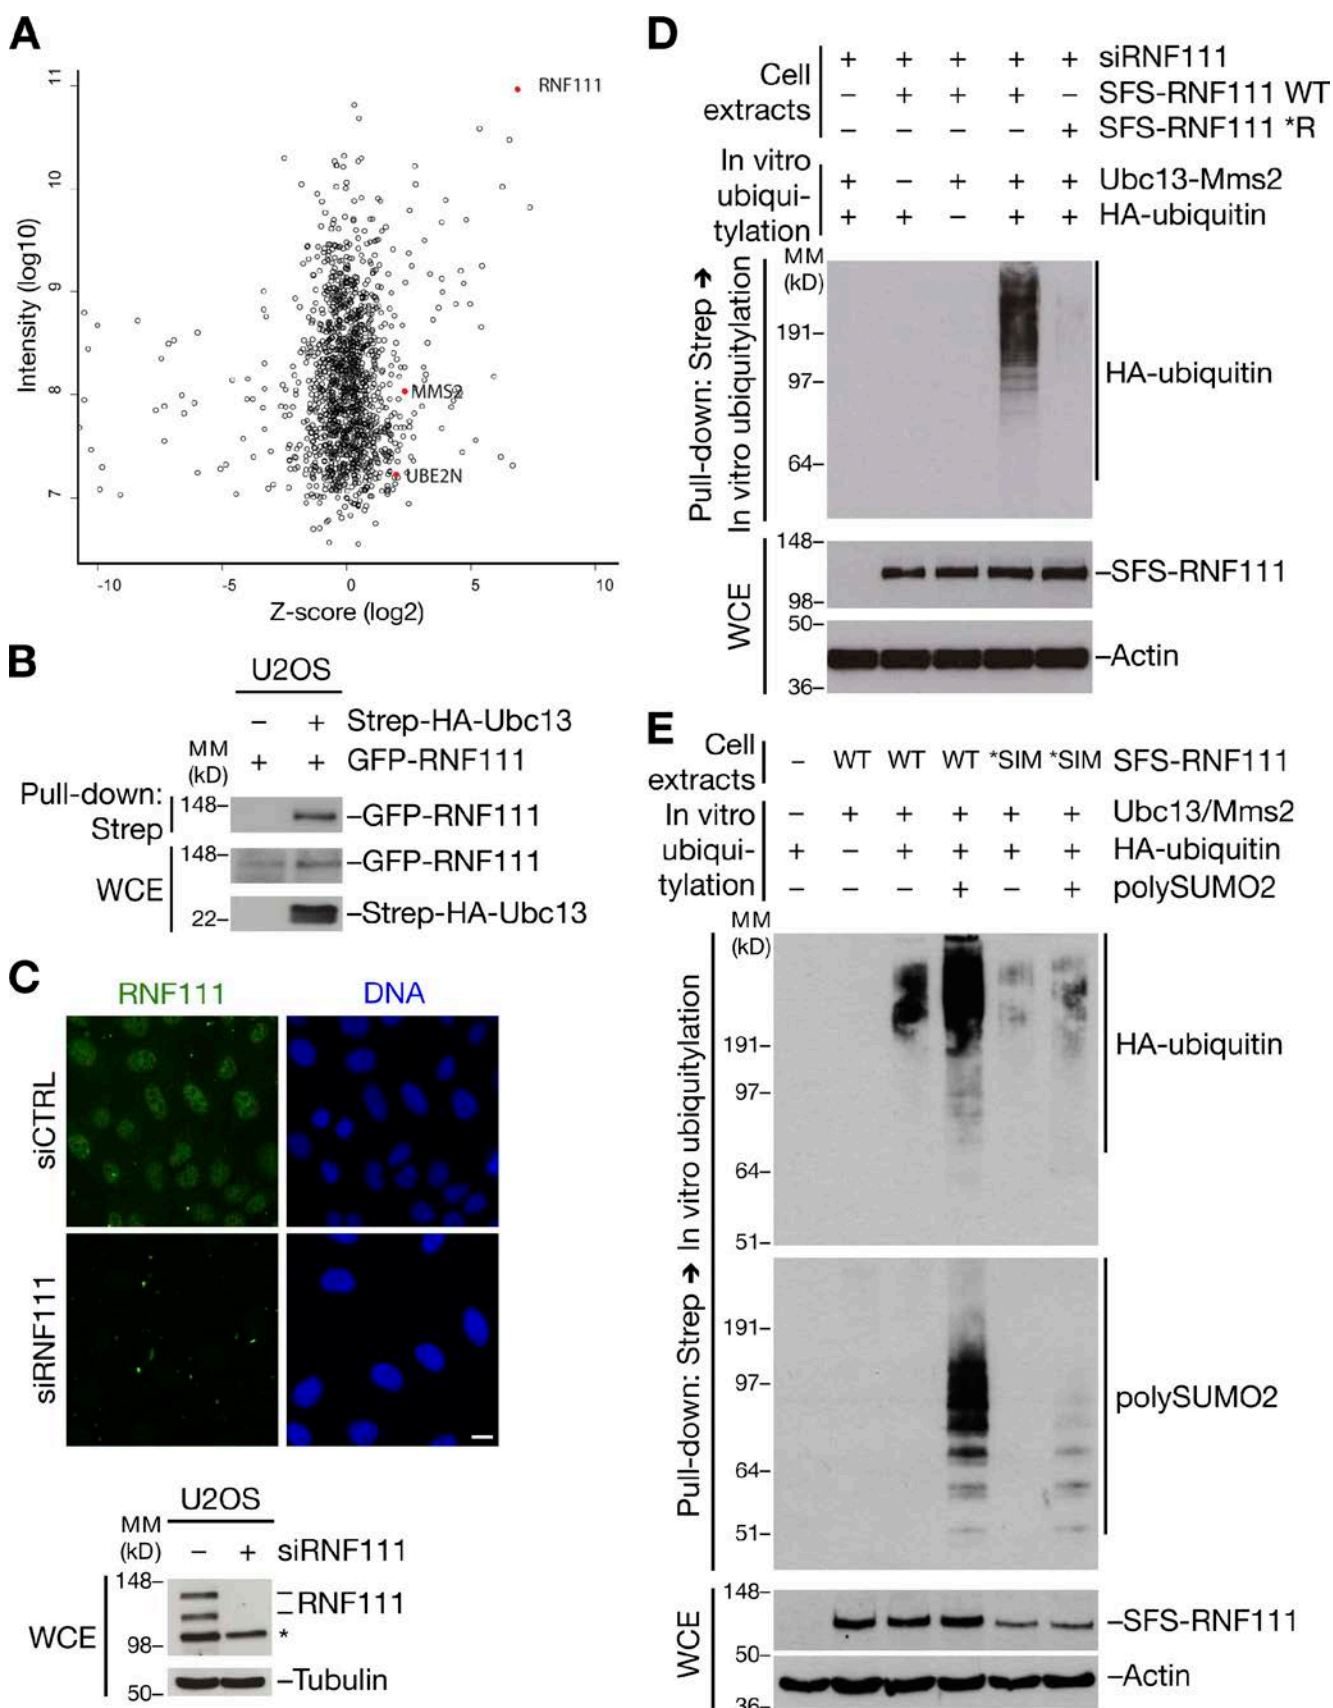 A
11
10
9
8
7
Intensity (log10)
RNF111
MMS2
UBE2N
-10
-5
0
5
10
Z-score (log2)
B
U2OS
– + Strep-HA-Ubc13
MM
(kD)
+ + GFP-RNF111
Pull-down:
Strep
148–
–GFP-RNF111
WCE
148–
–GFP-RNF111
22–
–Strep-HA-Ubc13
C
RNF111
DNA
siCTRL
siRNF111
U2OS
MM
(kD)
– + siRNF111
WCE
148–
RNF111
98–
*
50–
–Tubulin
D
Cell
extracts
+ + + + + siRNF111
– + + + – SFS-RNF111 WT
– – – – + SFS-RNF111 *R
In vitro
ubiqui-
tylation
+ – + + + Ubc13-Mms2
+ + – + + HA-ubiquitin
MM
(kD)
Pull-down: Strep ➔
In vitro ubiquitylation
191–
97–
64–
HA-ubiquitin
WCE
148–
98–
–SFS-RNF111
50–
36–
–Actin
E
Cell
extracts
– WT WT WT *SIM *SIM SFS-RNF111
In vitro
ubiqui-
tylation
– + + + + + Ubc13/Mms2
+ – + + + + HA-ubiquitin
– – – + – + polySUMO2
MM
(kD)
Pull-down: Strep ➔ In vitro ubiquitylation
191–
97–
64–
51–
HA-ubiquitin
191–
97–
64–
51–
polySUMO2
WCE
148–
–SFS-RNF111
50–
–Actin
36–